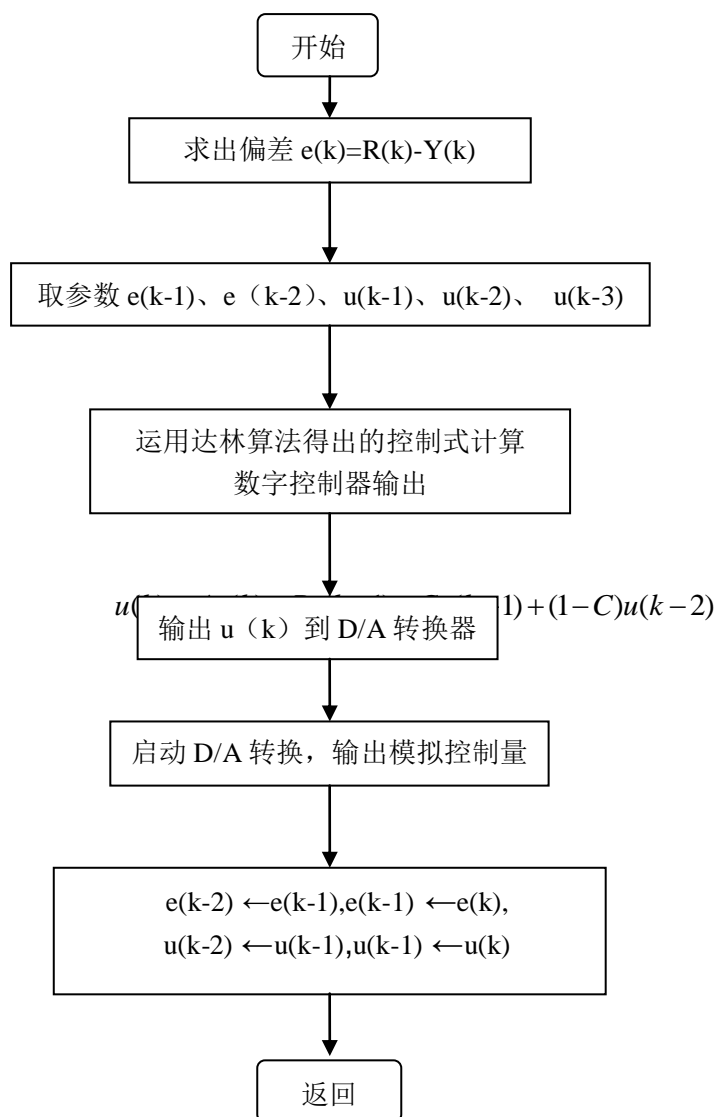 开始
求出偏差 e(k)=R(k)-Y(k)
取参数 e(k-1)、e（k-2）、u(k-1)、u(k-2)、 u(k-3)
运用达林算法得出的控制式计算
数字控制器输出
u( 1)+(1−C)u(k−2)
输出 u（k）到 D/A 转换器
启动 D/A 转换，输出模拟控制量
e(k-2) ←e(k-1),e(k-1) ←e(k),
u(k-2) ←u(k-1),u(k-1) ←u(k)
返回